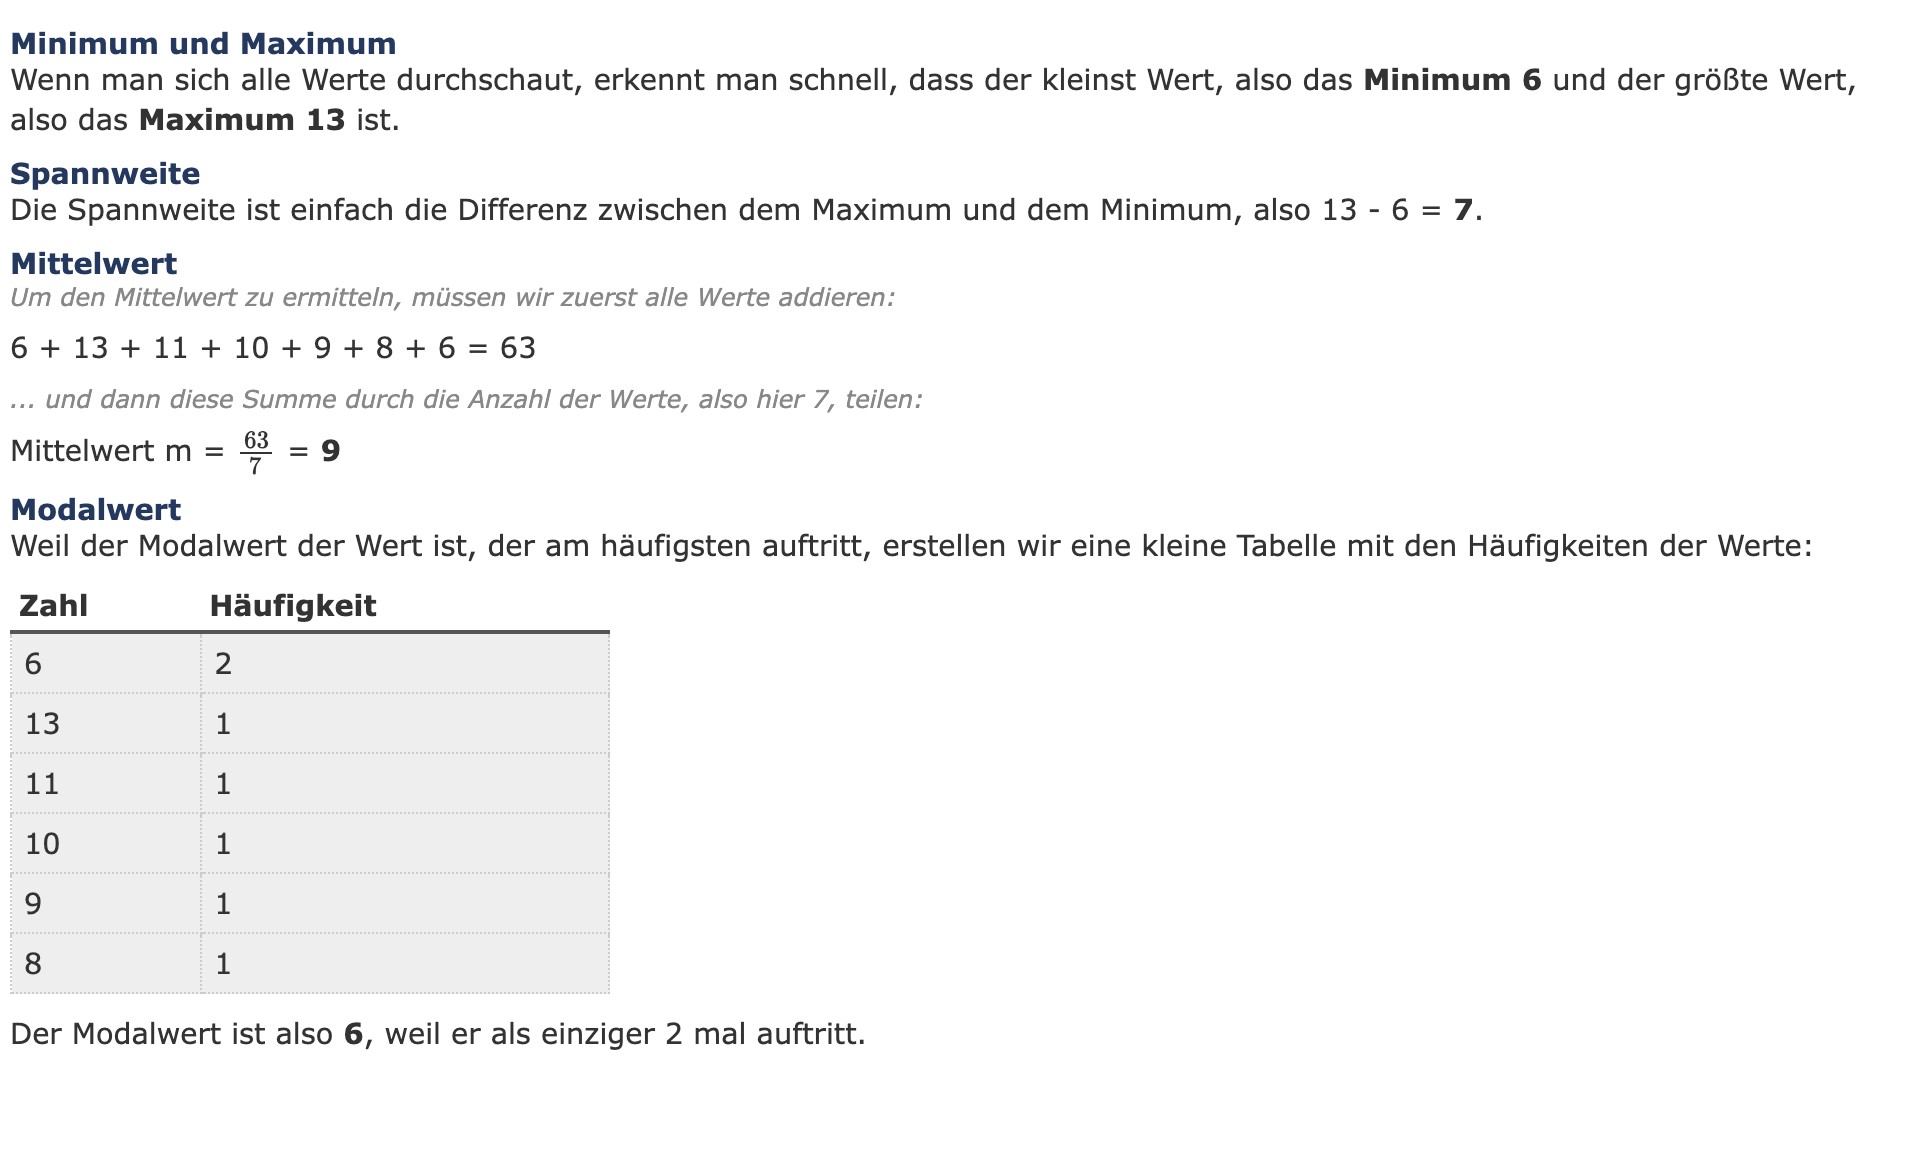 Minimum und Maximum
Wenn man sich alle Werte durchschaut, erkennt man schnell, dass der kleinst Wert, also das Minimum 6 und der größte Wert,
also das Maximum 13 ist.
Spannweite
Die Spannweite ist einfach die Differenz zwischen dem Maximum und dem Minimum, also 13 - 6 = 7.
Mittelwert
Um den Mittelwert zu ermitteln, müssen wir zuerst alle Werte addieren:
6 + 13 + 11 + 10 + 9 + 8 + 6 = 63
... und dann diese Summe durch die Anzahl der Werte, also hier 7, teilen:
Mittelwert m = 63/7 = 9
Modalwert
Weil der Modalwert der Wert ist, der am häufigsten auftritt, erstellen wir eine kleine Tabelle mit den Häufigkeiten der Werte:
Zahl Häufigkeit
6 2
13 1
11 1
10 1
9 1
8 1
Der Modalwert ist also 6, weil er als einziger 2 mal auftritt.